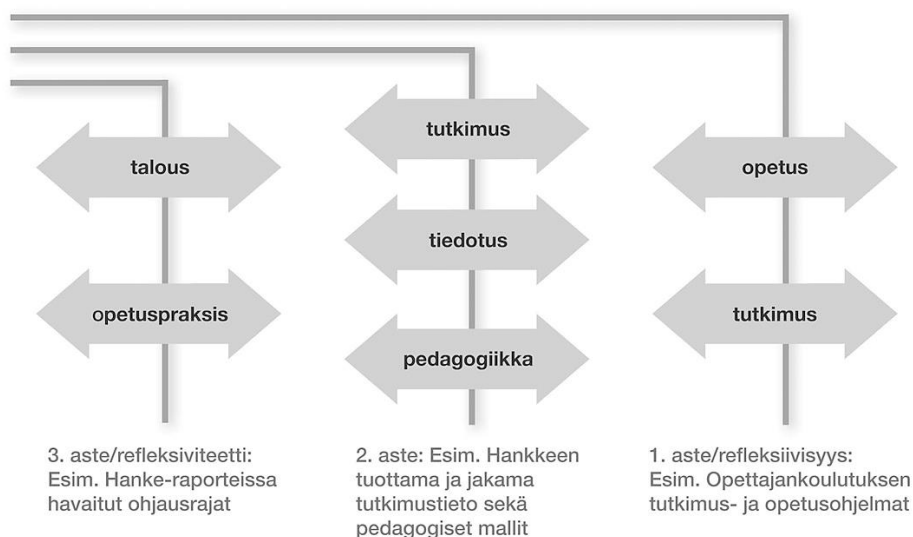 talous
opetuspraksis
3. aste/refleksiviteetti:
Esim. Hanke-raporteissa
havaitut ohjausrajat
tutkimus
tiedotus
pedagogiikka
2. aste: Esim. Hankkeen
tuottama ja jakama
tutkimustieto sekä
pedagogiset mallit
opetus
tutkimus
1. aste/refleksiivisyys:
Esim. Opettajankoulutuksen
tutkimus- ja opetusohjelmat